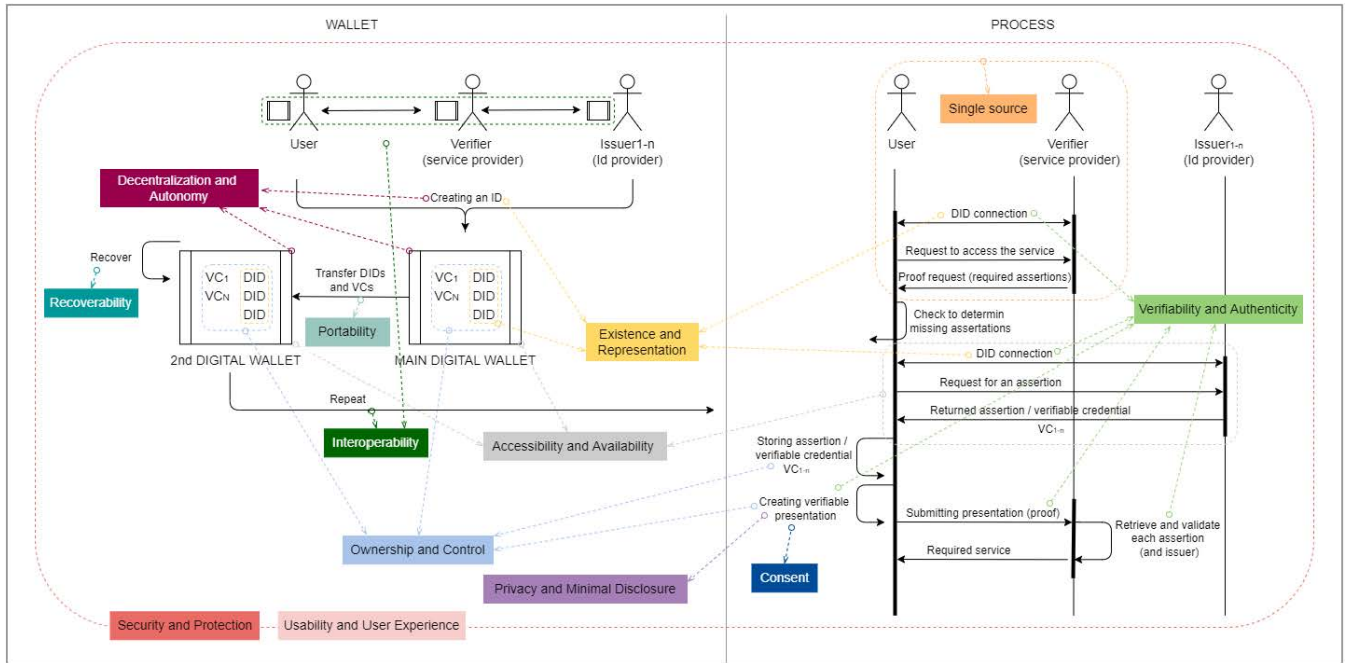 WALLET
PROCESS
User
Verifier
(service provider)
Issuer1-n
(Id provider)
Decentralization and
Autonomy
Creating an ID
Recover
Recoverability
VC1 DID
VCN DID
DID
2nd DIGITAL WALLET
Transfer DIDs
and VCs
Portability
VC1 DID
VCN DID
DID
MAIN DIGITAL WALLET
Existence and
Representation
Repeat
Interoperability
Accessibility and Availability
Ownership and Control
Privacy and Minimal Disclosure
Security and Protection
Usability and User Experience
Single source
User
Verifier
(service provider)
Issuer1-n
(Id provider)
DID connection
Request to access the service
Proof request (required assertions)
Check to determin
missing assertations
Verifiability and Authenticity
DID connection
Request for an assertion
Returned assertion / verifiable credential
VC1-n
Storing assertion /
verifiable credential
VC1-n
Creating verifiable
presentation
Consent
Submitting presentation (proof)
Retrieve and validate
each assertion
(and issuer)
Required service